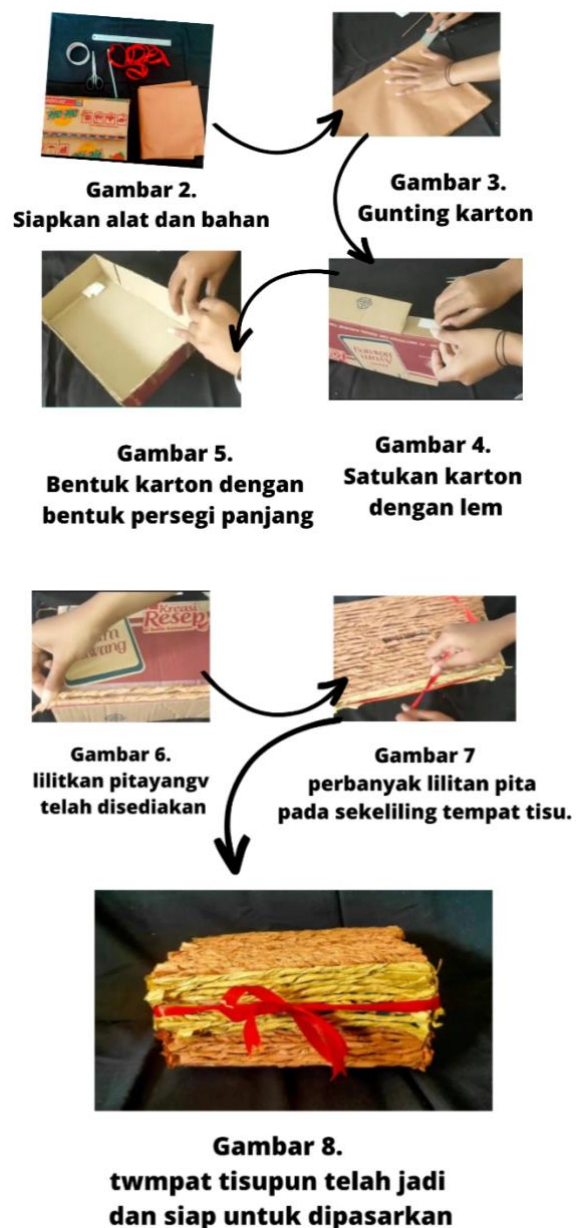 Gambar 2.
Siapkan alat dan bahan
Gambar 3.
Gunting karton
Gambar 4.
Satukan karton
dengan lem
Gambar 5.
Bentuk karton dengan
bentuk persegi panjang
Kreasi
Resep
Gambar 6.
lilitkan pitayangv
telah disediakan
Gambar 7
perbanyak lilitan pita
pada sekeliling tempat tisu.
Gambar 8.
twmpat tisupun telah jadi
dan siap untuk dipasarkan